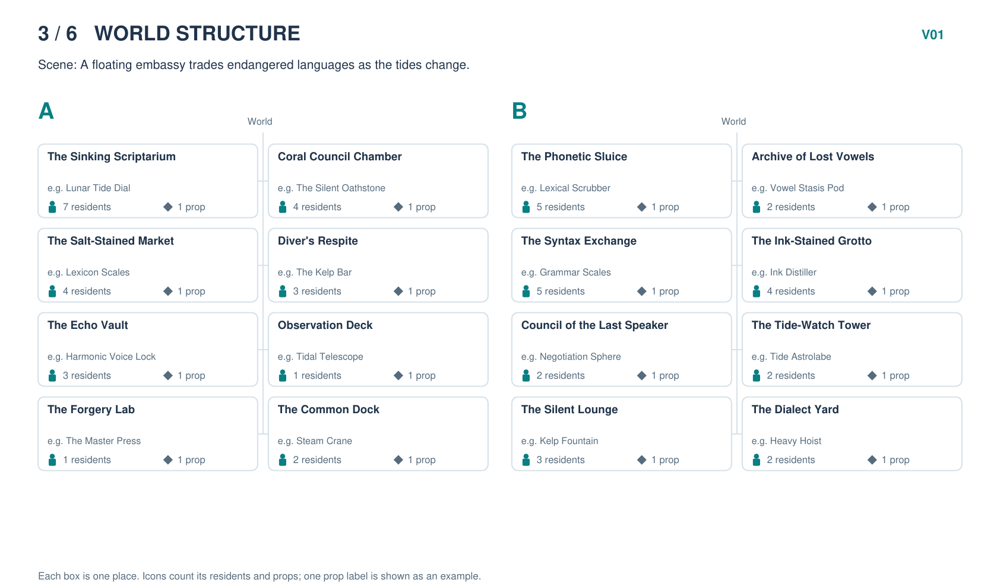 3 / 6 WORLD STRUCTURE
V01
Scene: A floating embassy trades endangered languages as the tides change.
A
World
The Sinking Scriptarium
e.g. Lunar Tide Dial
7 residents
1 prop
Coral Council Chamber
e.g. The Silent Oathstone
4 residents
1 prop
The Salt-Stained Market
e.g. Lexicon Scales
4 residents
1 prop
Diver's Respite
e.g. The Kelp Bar
3 residents
1 prop
The Echo Vault
e.g. Harmonic Voice Lock
3 residents
1 prop
Observation Deck
e.g. Tidal Telescope
1 residents
1 prop
The Forgery Lab
e.g. The Master Press
1 residents
1 prop
The Common Dock
e.g. Steam Crane
2 residents
1 prop
B
World
The Phonetic Sluice
e.g. Lexical Scrubber
5 residents
1 prop
Archive of Lost Vowels
e.g. Vowel Stasis Pod
2 residents
1 prop
The Syntax Exchange
e.g. Grammar Scales
5 residents
1 prop
The Ink-Stained Grotto
e.g. Ink Distiller
4 residents
1 prop
Council of the Last Speaker
e.g. Negotiation Sphere
2 residents
1 prop
The Tide-Watch Tower
e.g. Tide Astrolabe
2 residents
1 prop
The Silent Lounge
e.g. Kelp Fountain
3 residents
1 prop
The Dialect Yard
e.g. Heavy Hoist
2 residents
1 prop
Each box is one place. Icons count its residents and props; one prop label is shown as an example.